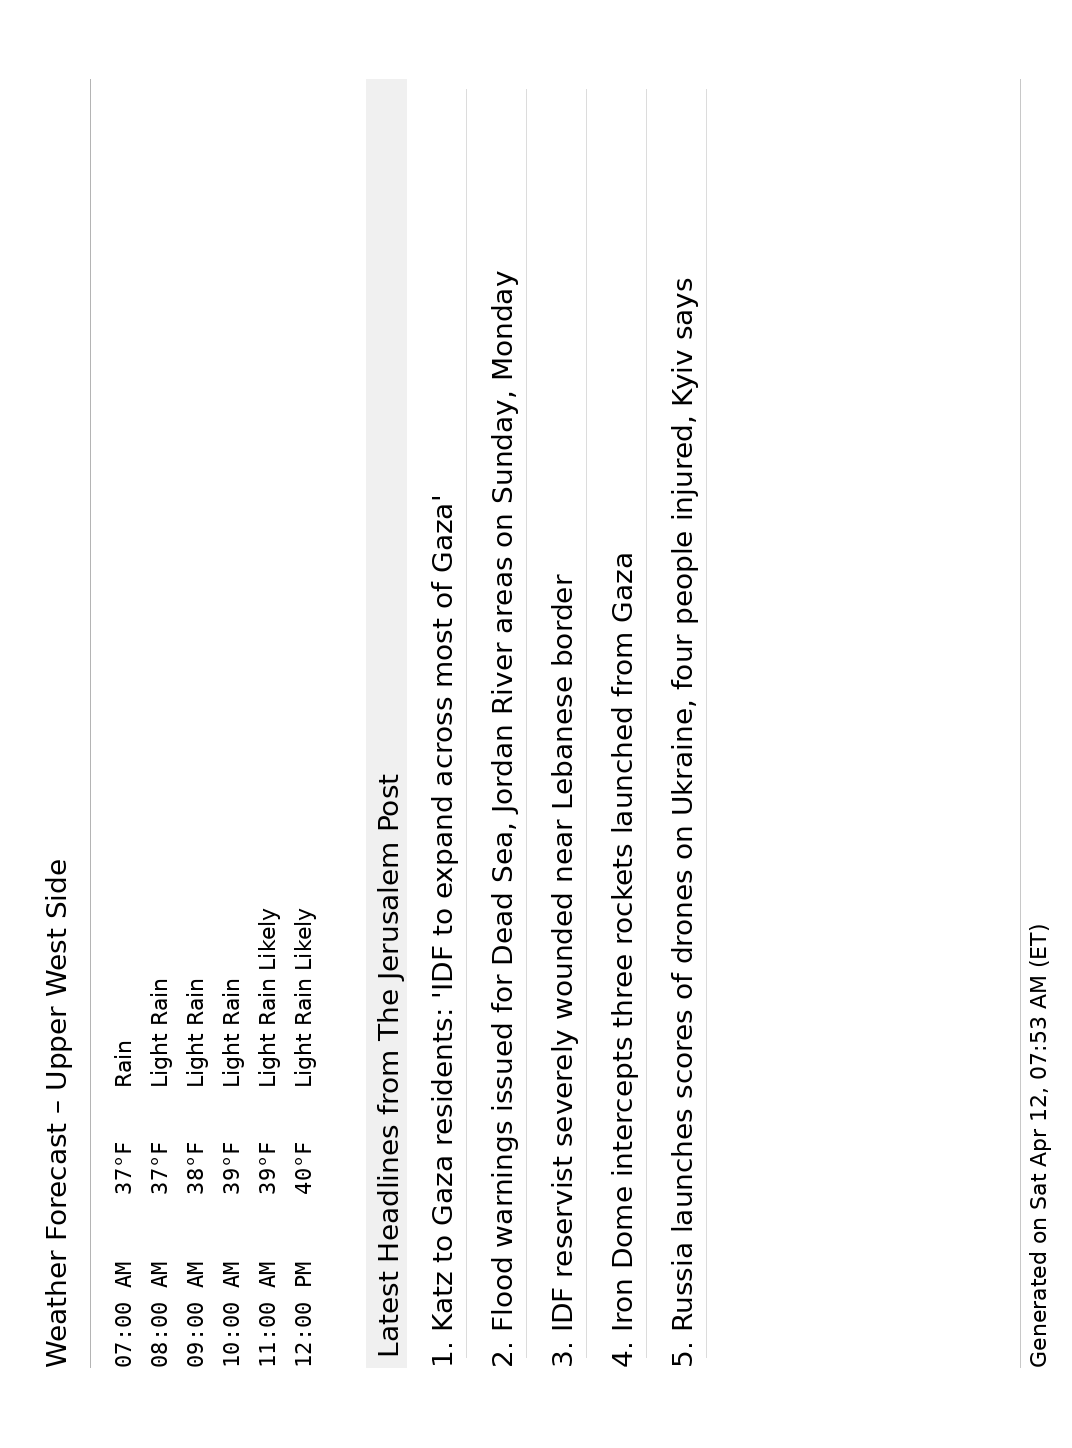 Weather Forecast – Upper West Side
07:00 AM 37°F Rain
08:00 AM 37°F Light Rain
09:00 AM 38°F Light Rain
10:00 AM 39°F Light Rain
11:00 AM 39°F Light Rain Likely
12:00 PM 40°F Light Rain Likely
Latest Headlines from The Jerusalem Post
1. Katz to Gaza residents: 'IDF to expand across most of Gaza'
2. Flood warnings issued for Dead Sea, Jordan River areas on Sunday, Monday
3. IDF reservist severely wounded near Lebanese border
4. Iron Dome intercepts three rockets launched from Gaza
5. Russia launches scores of drones on Ukraine, four people injured, Kyiv says
Generated on Sat Apr 12, 07:53 AM (ET)